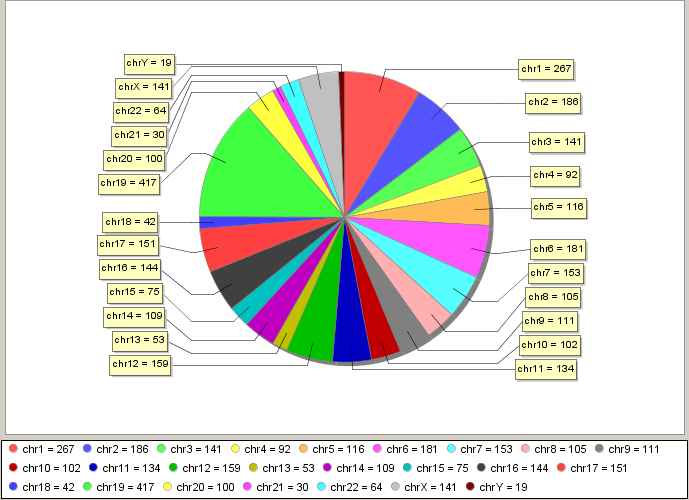 chrY = 19
chr1 = 267
chrX = 141
chr2 = 186
chr22 = 64
chr21 = 30
chr3 = 141
chr20 = 100
chr4 = 92
chr19 = 417
chr5 = 116
chr18 = 42
chr17 = 151
chr6 = 181
chr16 = 144
chr7 = 153
chr15 = 75
chr8 = 105
chr14 = 109
chr9 = 111
chr13 = 53
chr10 = 102
chr12 = 159
chr11 = 134
chr1 = 267 chr2 = 186 chr3 = 141 chr4 = 92 chr5 = 116 chr6 = 181 chr7 = 153 chr8 = 105 chr9 = 111
chr10 = 102 chr11 = 134 chr12 = 159 chr13 = 53 chr14 = 109 chr15 = 75 chr16 = 144 chr17 = 151
chr18 = 42 chr19 = 417 chr20 = 100 chr21 = 30 chr22 = 64 chrX = 141 chrY = 19